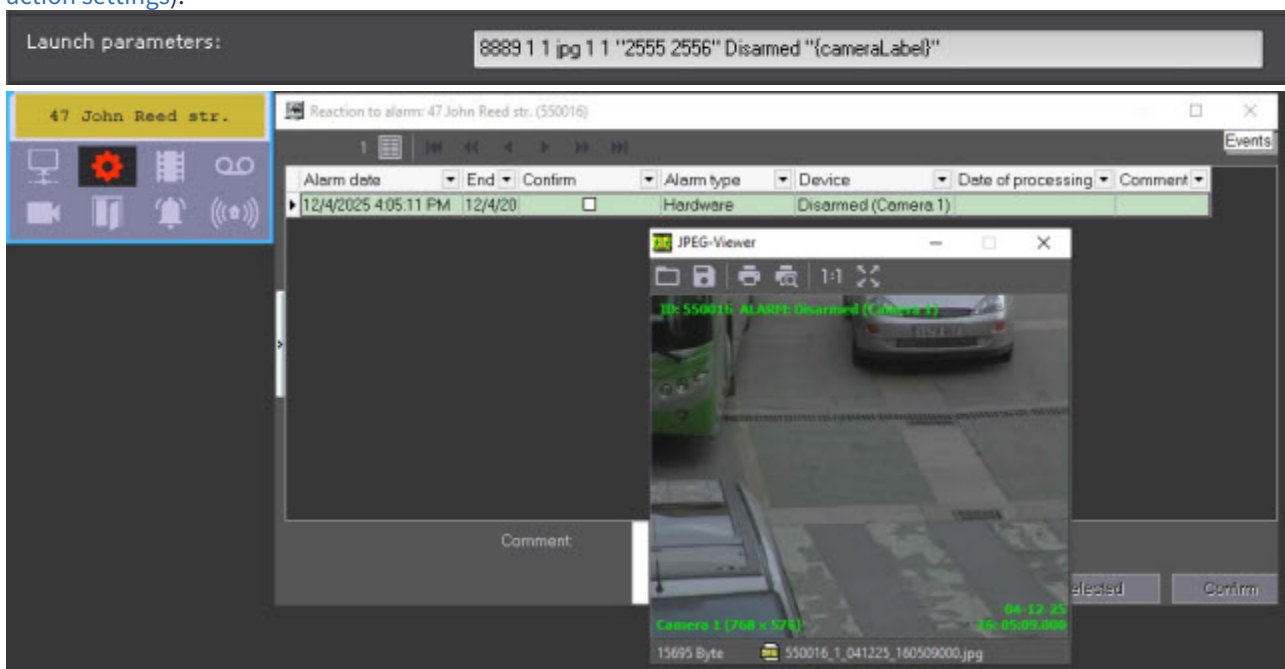 action settings).
Launch parameters:
8889 1 1 jpg 1 1 "2555 2556" Disarmed "{cameraLabel}"
47 John Reed str.
Reaction to alarm: 47 John Reed str. (550016)
1
Events
Alarm date End Confirm Alarm type Device Date of processing Comment
12/4/2025 4:05:11 PM 12/4/20 Hardware Disarmed (Camera 1)
JPEG-Viewer
1:1
ID: 550016 ALARM: Disarmed (Camera 1)
Comment:
elected Confirm
04-12-25
Camera 1 (768 x 576) 16:05:09.000
15695 Byte 550016_1_041225_160509000.jpg